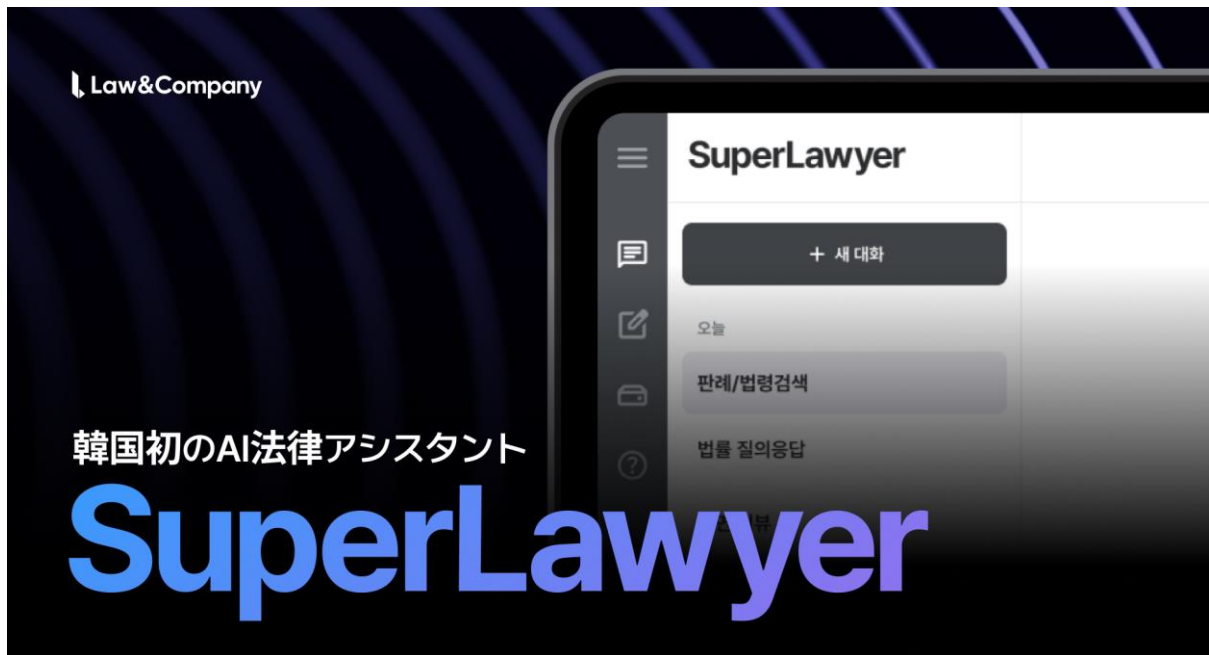 Law&Company
SuperLawyer
+ 새 대화
오늘
판례/법령검색
법률 질의응답
韓国初のAI法律アシスタント
SuperLawyer